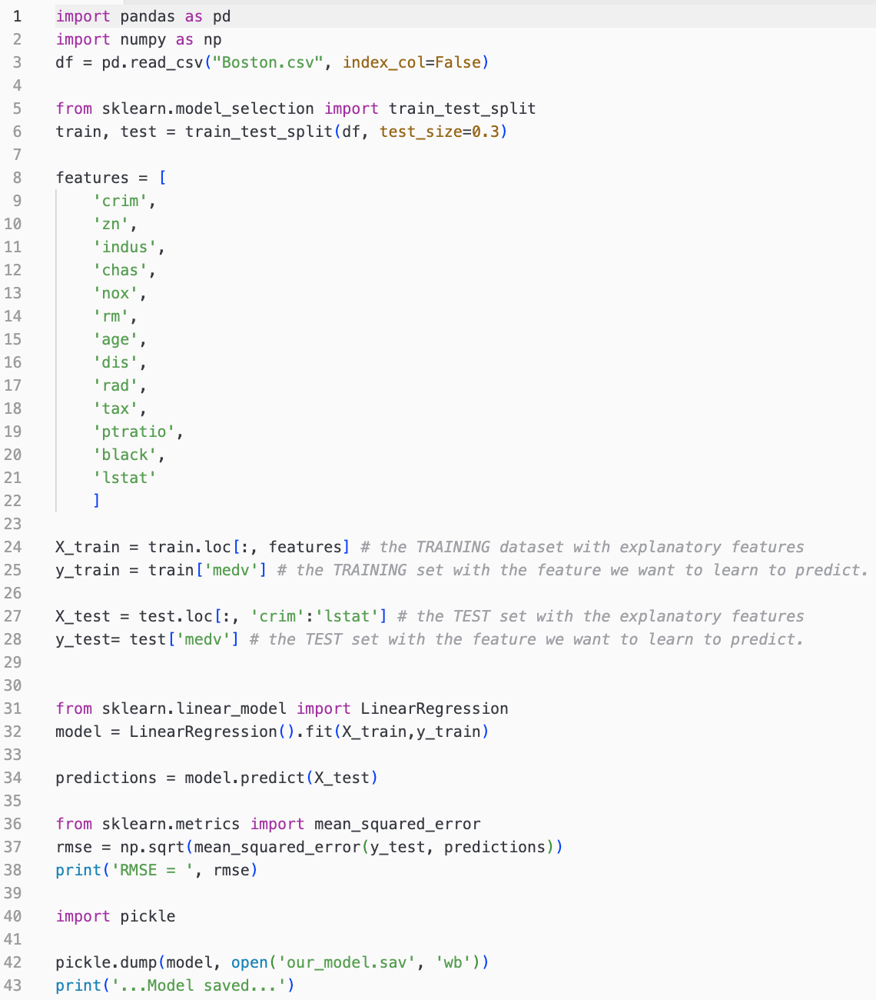 1 import pandas as pd
2 import numpy as np
3 df = pd.read_csv("Boston.csv", index_col=False)
4
5 from sklearn.model_selection import train_test_split
6 train, test = train_test_split(df, test_size=0.3)
7
8 features = [
9     'crim',
10     'zn',
11     'indus',
12     'chas',
13     'nox',
14     'rm',
15     'age',
16     'dis',
17     'rad',
18     'tax',
19     'ptratio',
20     'black',
21     'lstat'
22     ]
23
24 X_train = train.loc[:, features] # the TRAINING dataset with explanatory features
25 y_train = train['medv'] # the TRAINING set with the feature we want to learn to predict.
26
27 X_test = test.loc[:, 'crim':'lstat'] # the TEST set with the explanatory features
28 y_test= test['medv'] # the TEST set with the feature we want to learn to predict.
29
30
31 from sklearn.linear_model import LinearRegression
32 model = LinearRegression().fit(X_train,y_train)
33
34 predictions = model.predict(X_test)
35
36 from sklearn.metrics import mean_squared_error
37 rmse = np.sqrt(mean_squared_error(y_test, predictions))
38 print('RMSE = ', rmse)
39
40 import pickle
41
42 pickle.dump(model, open('our_model.sav', 'wb'))
43 print('...Model saved...')